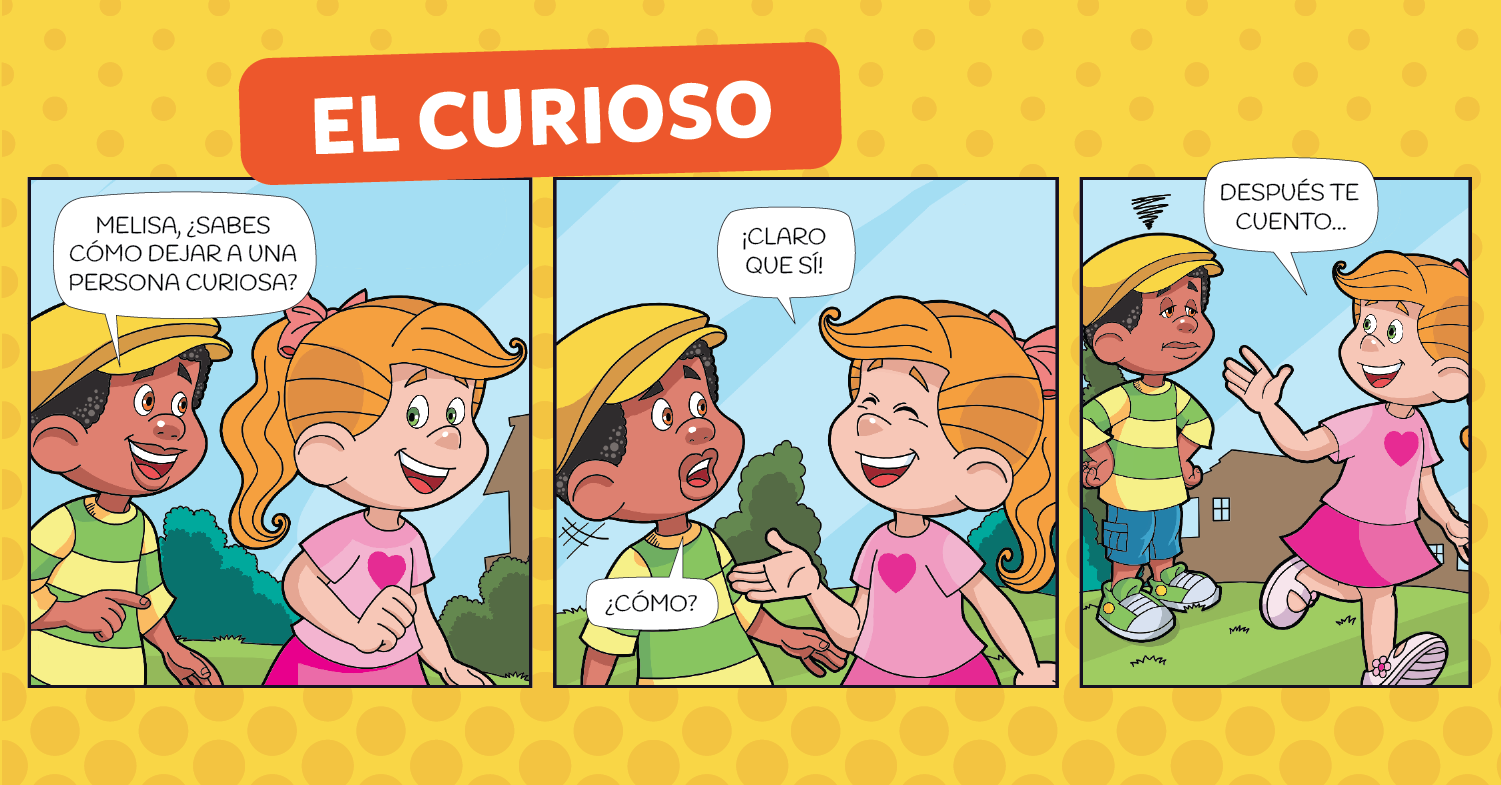 EL CURIOSO
MELISA, ¿SABES
CÓMO DEJAR A UNA
PERSONA CURIOSA?
¡CLARO
QUE SÍ!
¿CÓMO?
DESPUÉS TE
CUENTO...